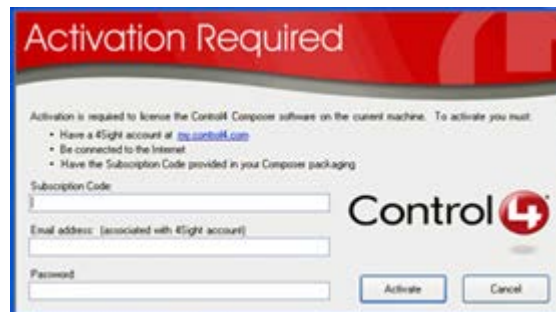 Activation Required
Activation is required to license the Control4 Composer software on the current machine. To activate you must:
• Have a 4Sight account at my.control4.com
• Be connected to the Internet
• Have the Subscription Code provided in your Composer packaging
Subscription Code:
Email address: (associated with 4Sight account)
Password
Control4
Activate Cancel